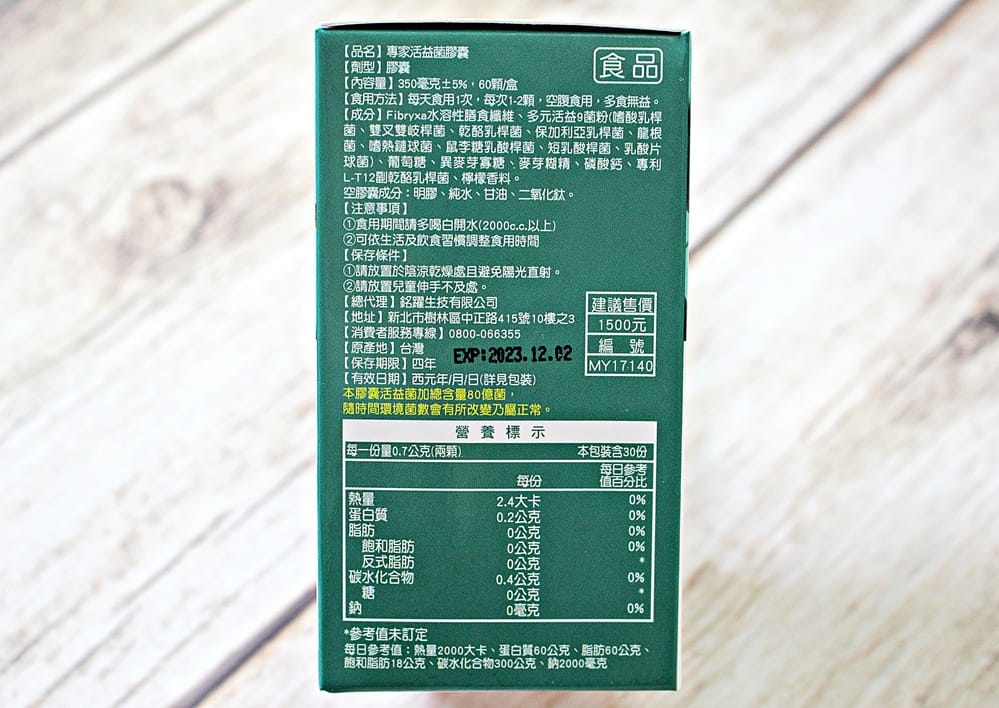 【品名】專家活益菌膠囊
食品
【劑型】膠囊
【內容量】350毫克±5%，60顆/盒
【食用方法】每天食用1次，每次1-2顆，空腹食用，多食無益。
【成分】Fibryxa水溶性膳食纖維、多元活益9菌粉(嗜酸乳桿
菌、雙叉雙岐桿菌、乾酪乳桿菌、保加利亞乳桿菌、龍根
菌、嗜熱鏈球菌、鼠李糖乳酸桿菌、短乳酸桿菌、乳酸片
球菌)、葡萄糖、異麥芽寡糖、麥芽糊精、磷酸鈣、專利
L-T12副乾酪乳桿菌、檸檬香料。
空膠囊成分：明膠、純水、甘油、二氧化鈦。
【注意事項】
①食用期間請多喝白開水(2000c.c.以上)
②可依生活及飲食習慣調整食用時間
【保存條件】
①請放置於陰涼乾燥處且避免陽光直射。
②請放置兒童伸手不及處。
【總代理】銘躍生技有限公司
【地址】新北市樹林區中正路415號10樓之3
【消費者服務專線】0800-066355
【原產地】台灣
EXP:2023.12.02
【保存期限】四年
【有效日期】西元年/月/日(詳見包裝)
建議售價
1500元
編 號
MY17140
本膠囊活益菌加總含量80億菌，
隨時間環境菌數會有所改變乃屬正常。
營養標示
每一份量0.7公克(兩顆) 本包裝含30份
每份 每日參考值百分比
熱量 2.4大卡 0%
蛋白質 0.2公克 0%
脂肪 0公克 0%
飽和脂肪 0公克 0%
反式脂肪 0公克 *
碳水化合物 0.4公克 0%
糖 0公克 *
鈉 0毫克 0%
*參考值未訂定
每日參考值：熱量2000大卡、蛋白質60公克、脂肪60公克、
飽和脂肪18公克、碳水化合物300公克、鈉2000毫克